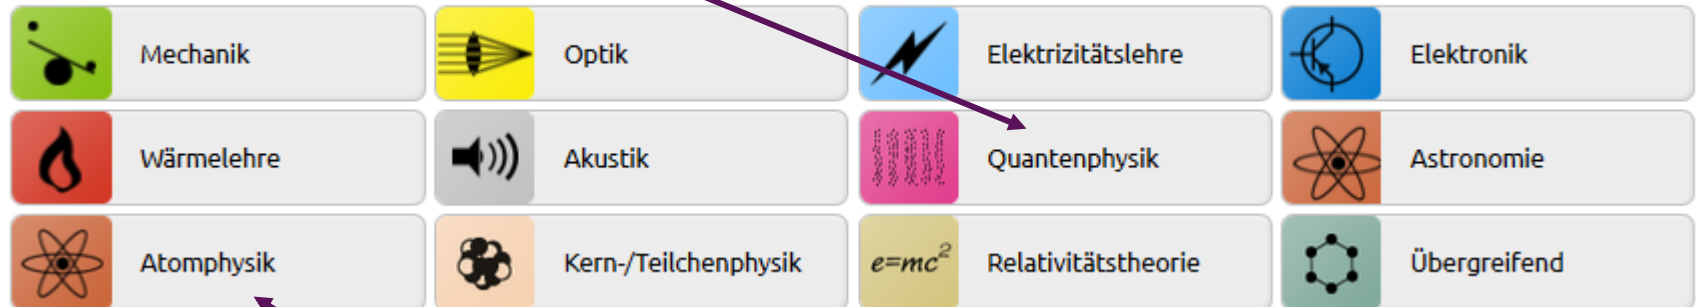 Mechanik
Optik
Elektrizitätslehre
Elektronik
Wärmelehre
Akustik
Quantenphysik
Astronomie
Atomphysik
Kern-/Teilchenphysik
e=mc²
Relativitätstheorie
Übergreifend